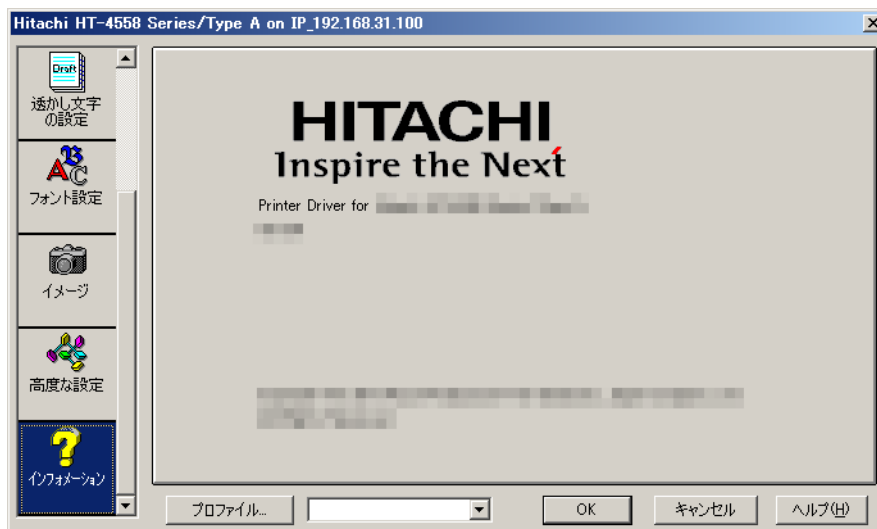 Hitachi HT-4558 Series/Type A on IP_192.168.31.100
Draft
透かし文字
の設定
ABC
フォント設定
イメージ
高度な設定
インフォメーション
HITACHI
Inspire the Next
Printer Driver for
プロファイル...
OK
キャンセル
ヘルプ(H)